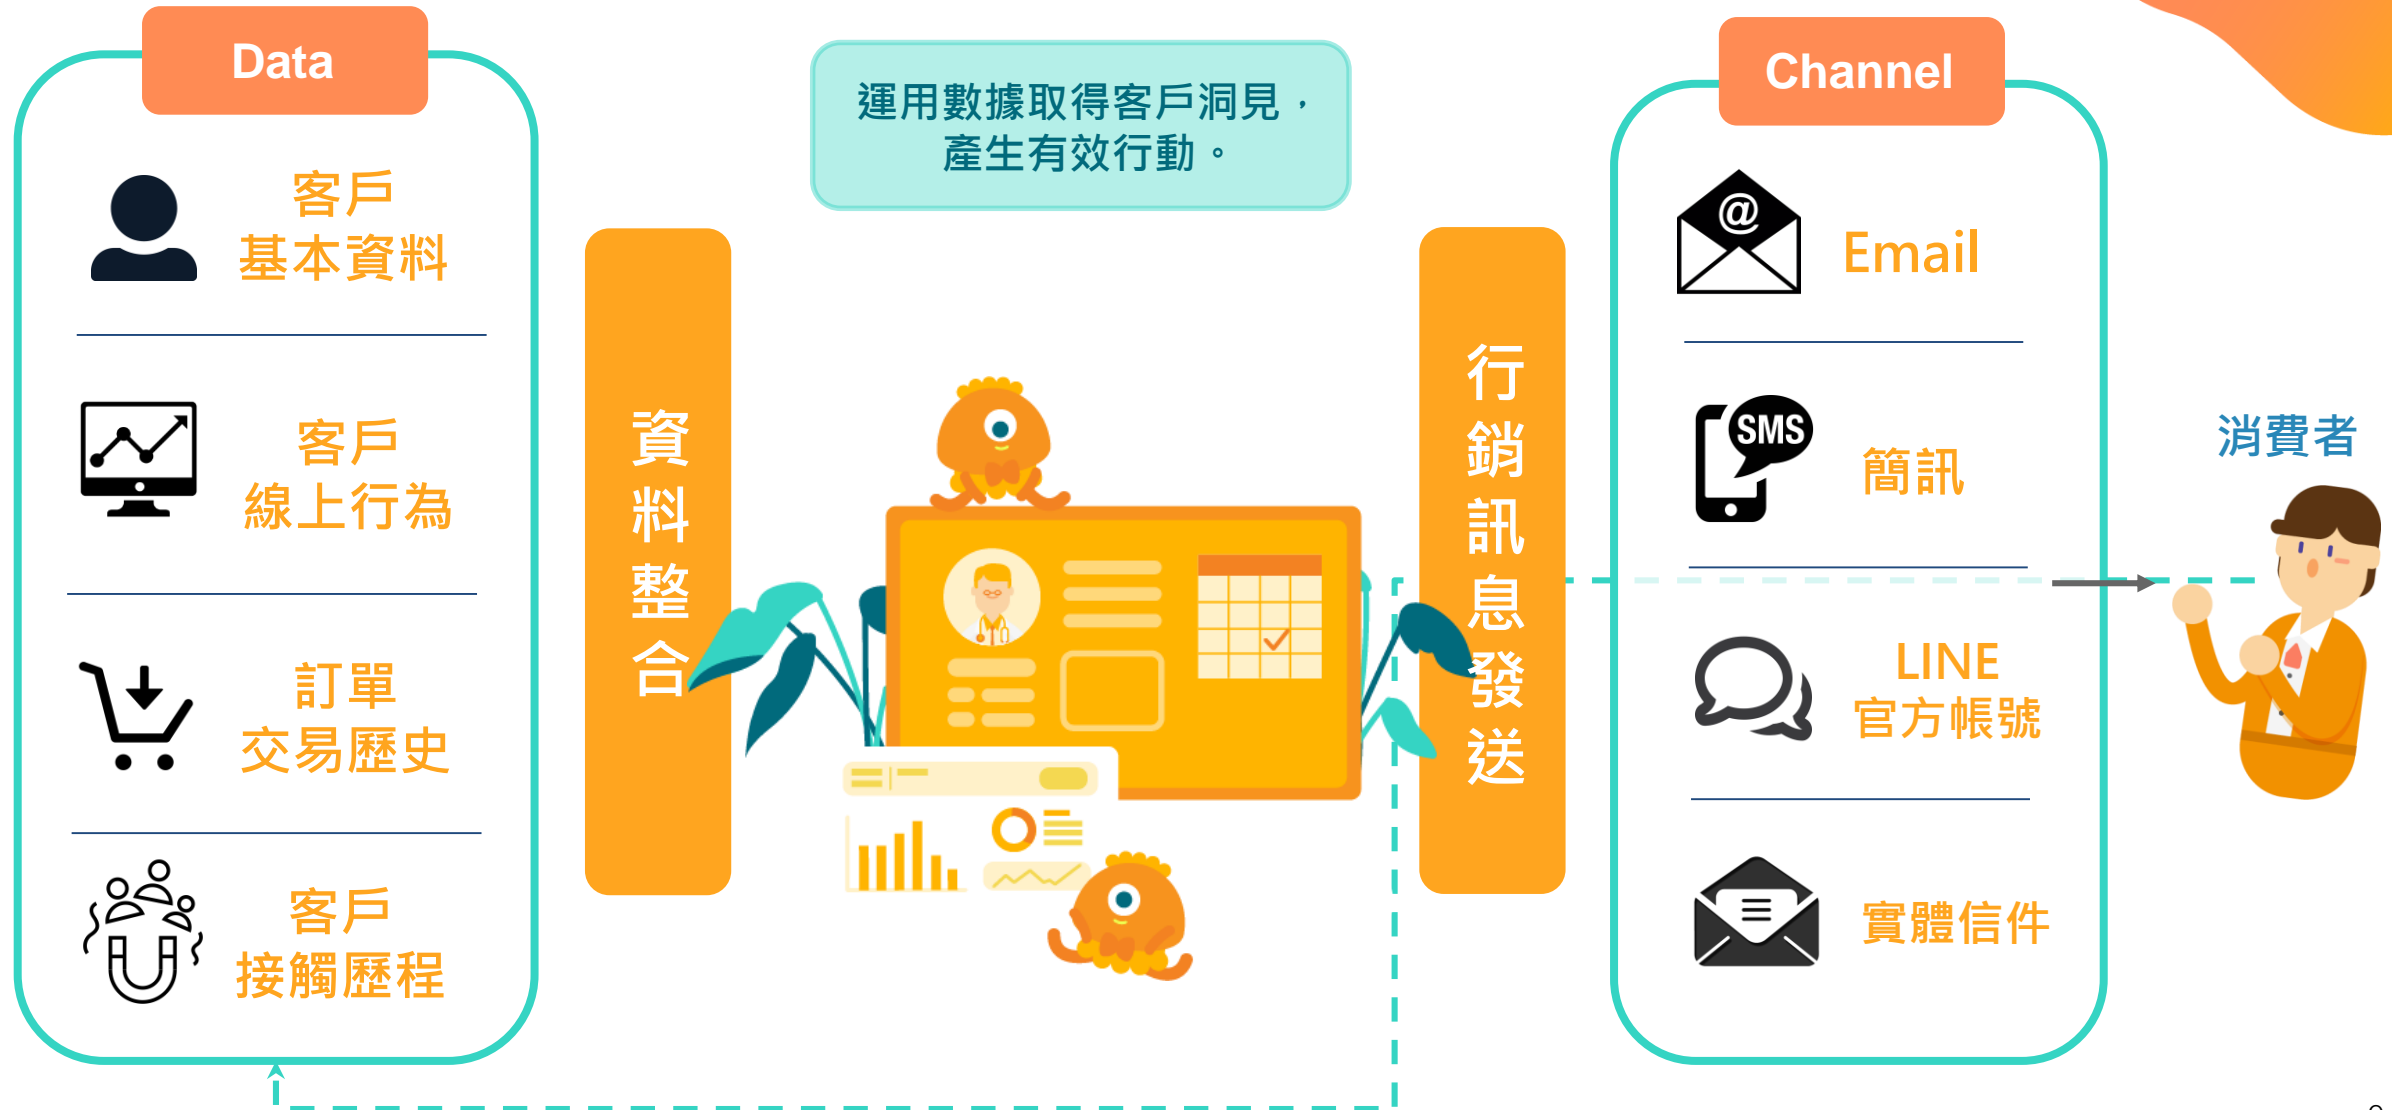 Data
客戶
基本資料
客戶
線上行為
訂單
交易歷史
客戶
接觸歷程
資料整合
運用數據取得客戶洞見，
產生有效行動。
行銷訊息發送
Channel
@
Email
SMS
簡訊
LINE
官方帳號
實體信件
消費者